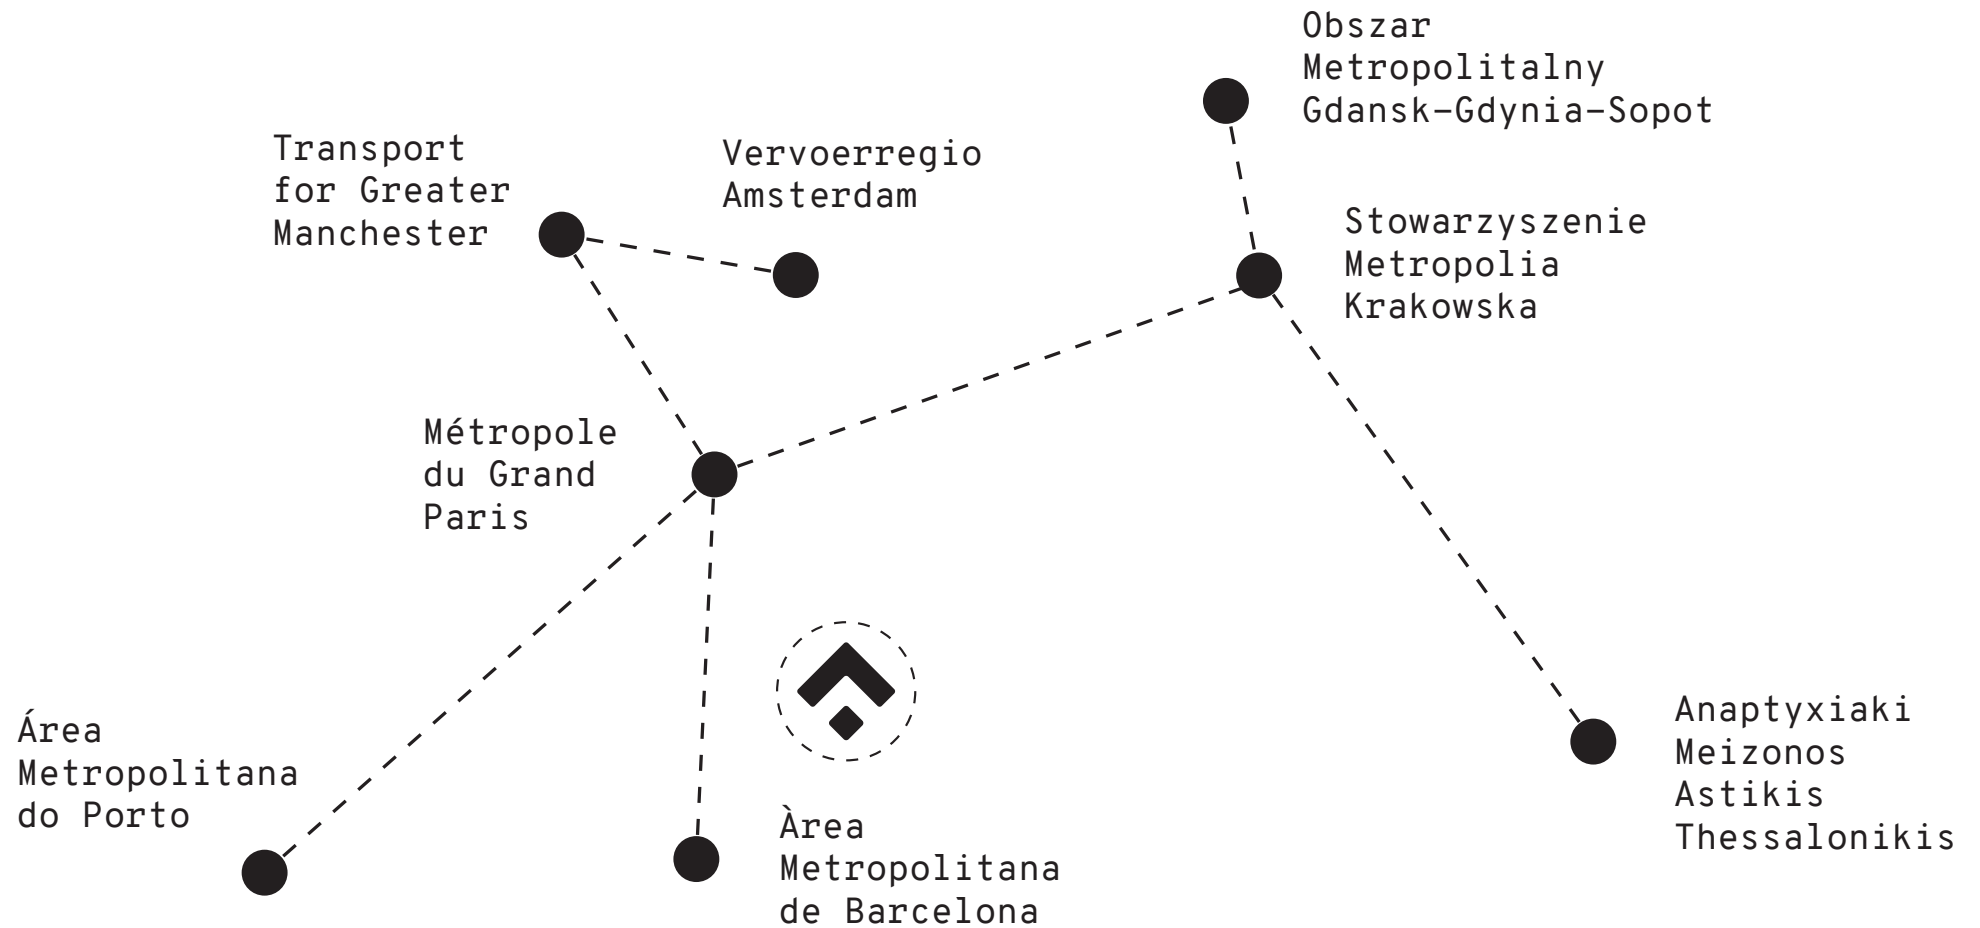 Obszar
Metropolitalny
Gdansk-Gdynia-Sopot
Transport
for Greater
Manchester
Vervoerregio
Amsterdam
Stowarzyszenie
Metropolia
Krakowska
Métropole
du Grand
Paris
Área
Metropolitana
do Porto
Àrea
Metropolitana
de Barcelona
Anaptyxiaki
Meizonos
Astikis
Thessalonikis